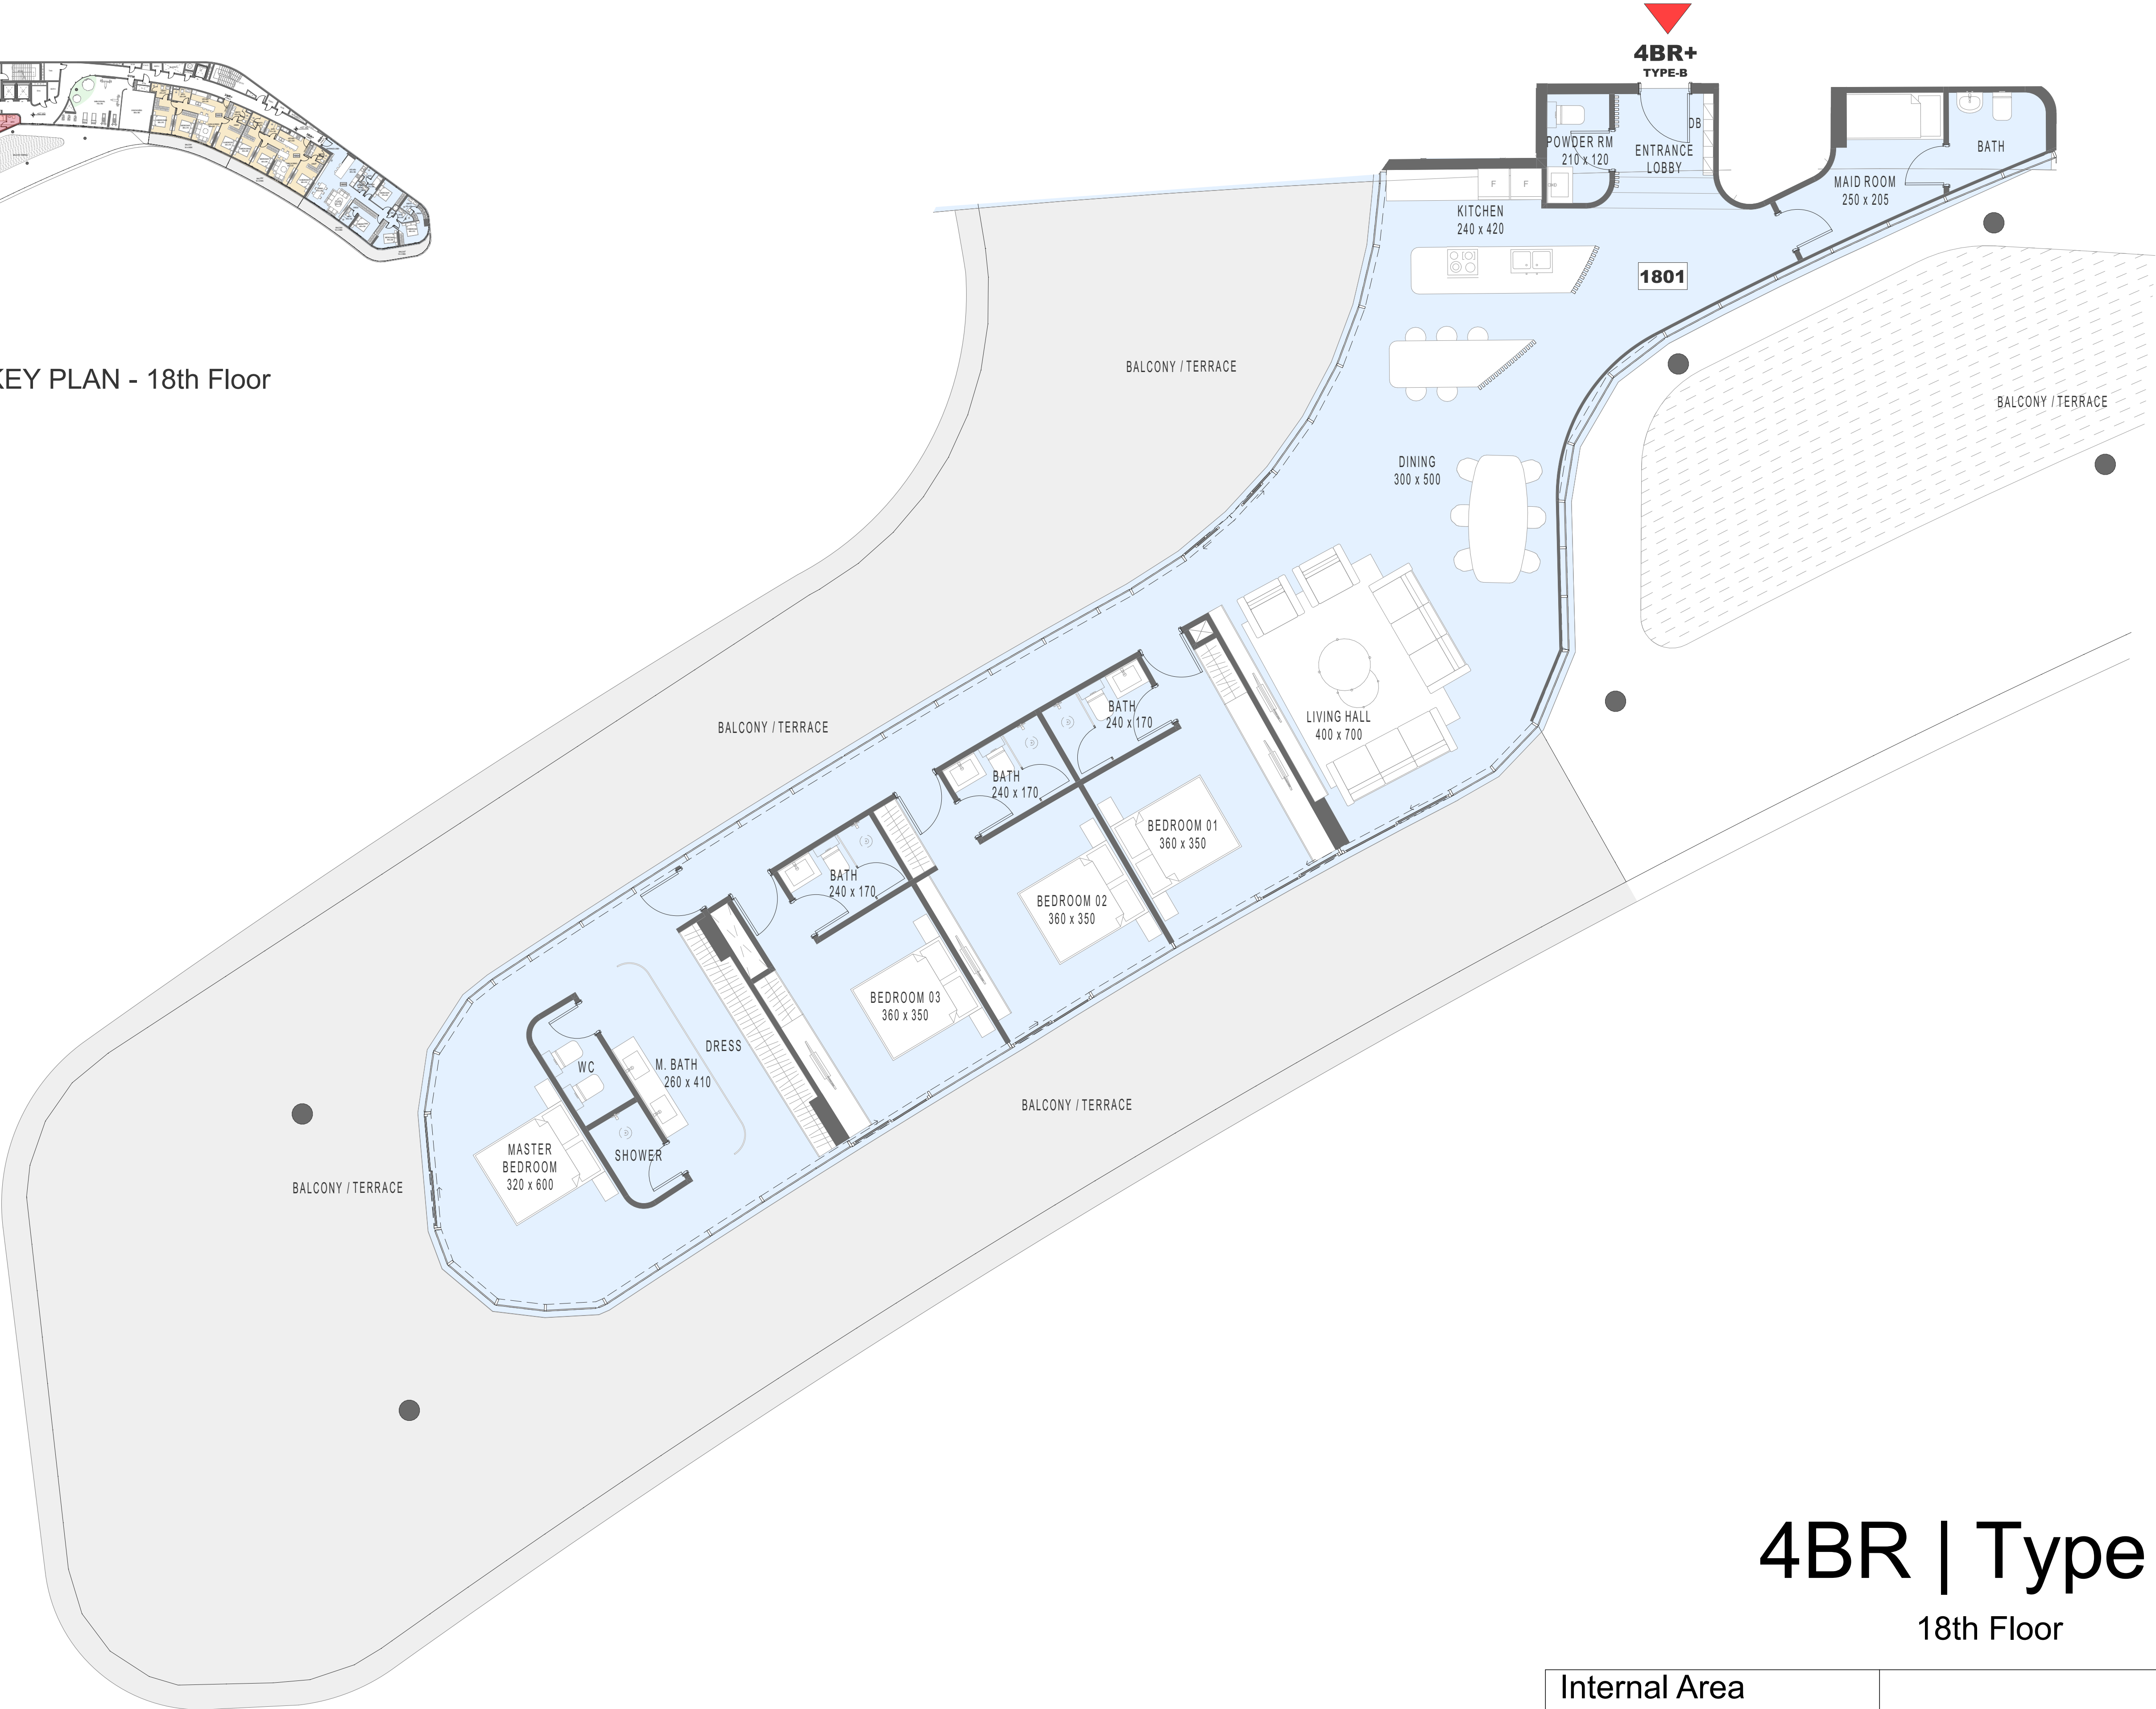 4BR+
TYPE-B
POWDER RM
210 x 120
DB
ENTRANCE
LOBBY
BATH
MAID ROOM
250 x 205
F
F
KITCHEN
240 x 420
1801
KEY PLAN - 18th Floor
BALCONY / TERRACE
BALCONY / TERRACE
DINING
300 x 500
BALCONY / TERRACE
LIVING HALL
400 x 700
BATH
240 x 170
BATH
240 x 170
BEDROOM 01
360 x 350
BATH
240 x 170
BEDROOM 02
360 x 350
BEDROOM 03
360 x 350
DRESS
WC
M. BATH
260 x 410
BALCONY / TERRACE
SHOWER
MASTER
BEDROOM
320 x 600
BALCONY / TERRACE
4BR | Type
18th Floor
Internal Area